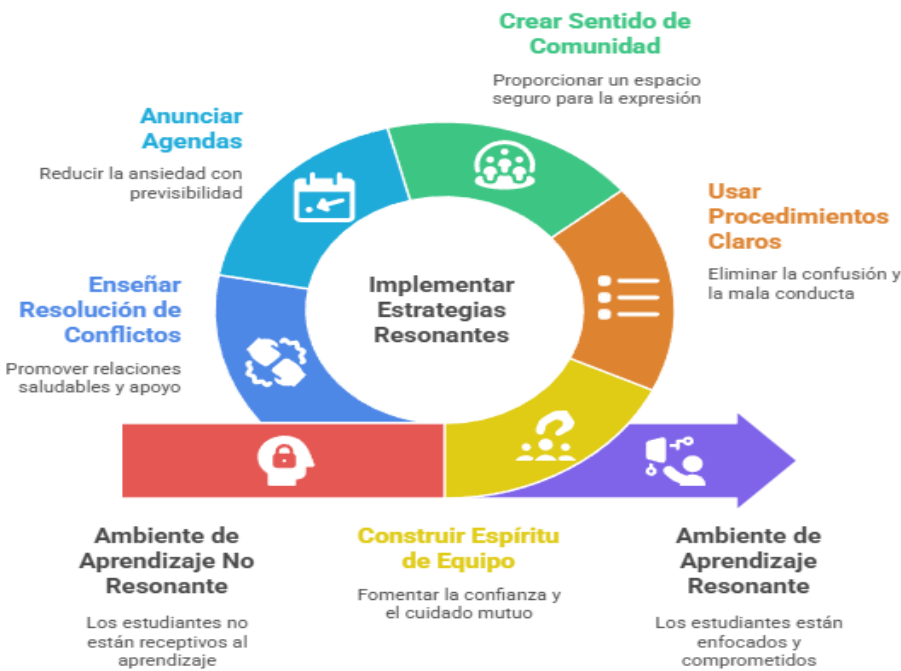 Crear Sentido de
Comunidad
Proporcionar un espacio
seguro para la expresión
Anunciar
Agendas
Reducir la ansiedad con
previsibilidad
Usar
Procedimientos
Claros
Eliminar la confusión y
la mala conducta
Enseñar
Resolución de
Conflictos
Promover relaciones
saludables y apoyo
Implementar
Estrategias
Resonantes
Ambiente de
Aprendizaje No
Resonante
Los estudiantes no
están receptivos al
aprendizaje
Construir Espíritu
de Equipo
Fomentar la confianza y
el cuidado mutuo
Ambiente de
Aprendizaje
Resonante
Los estudiantes están
enfocados y
comprometidos